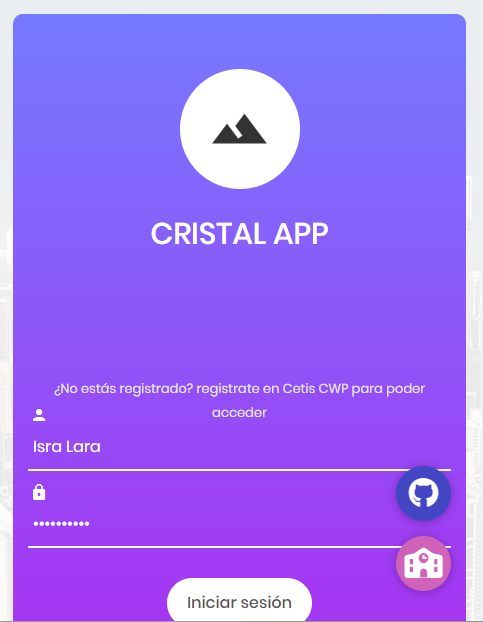 CRISTAL APP
¿No estás registrado? registrate en Cetis CWP para poder
acceder
Isra Lara
••••••••••
Iniciar sesión